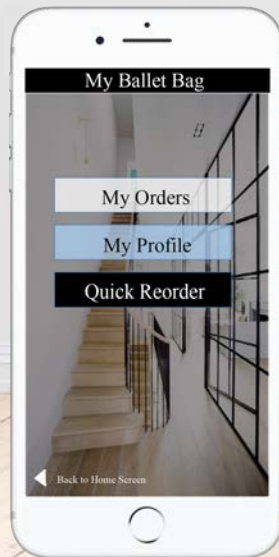 My Ballet Bag
My Orders
My Profile
Quick Reorder
Back to Home Screen